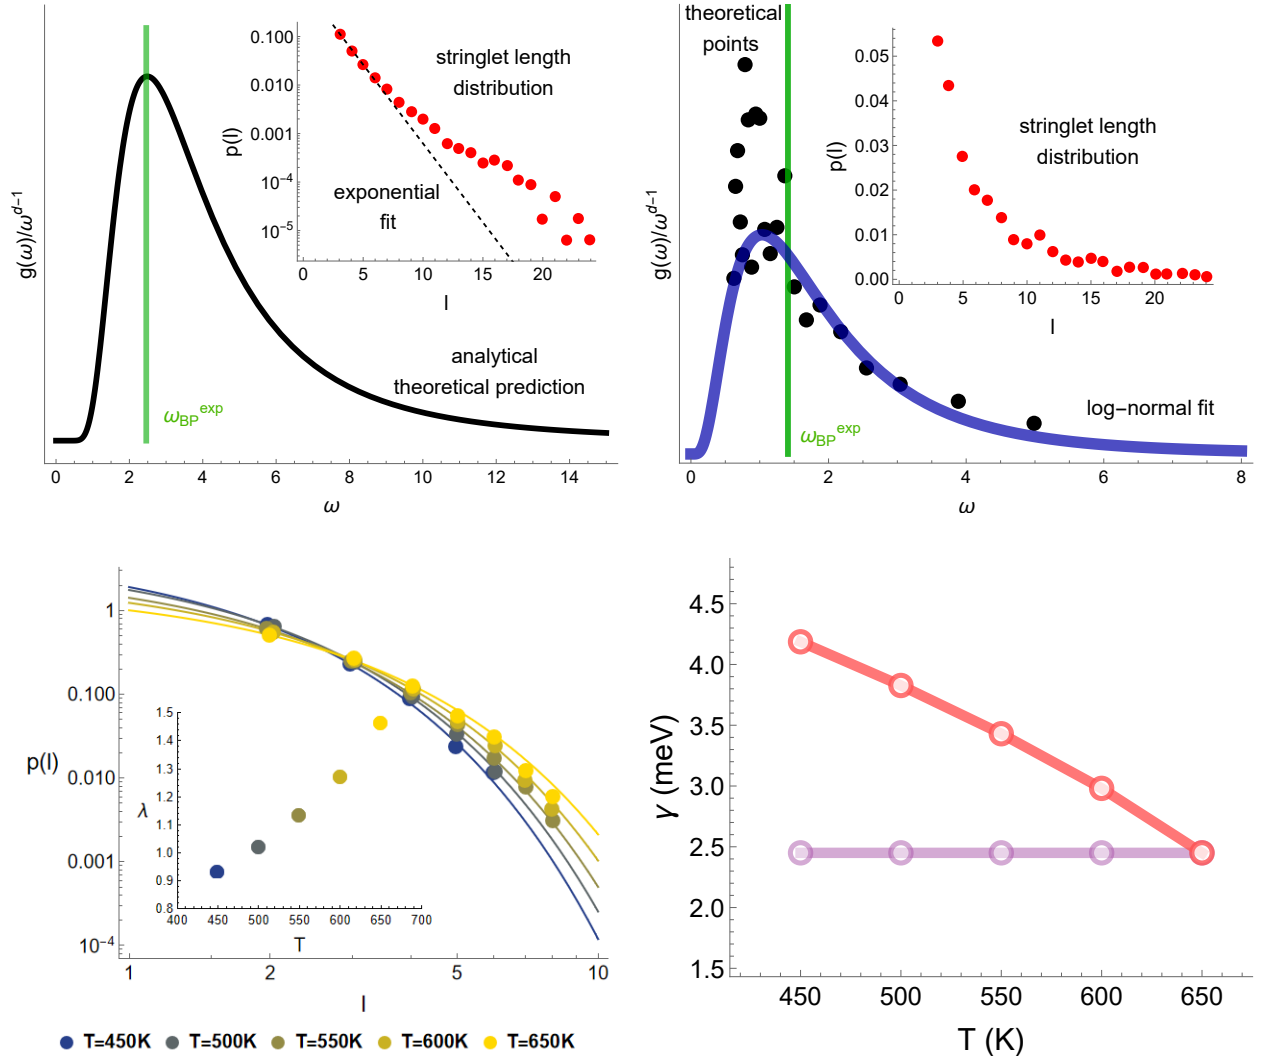 g(ω)/ω^{d−1}
0.100
0.010
0.001
10^{−4}
10^{−5}
p(l)
stringlet length
distribution
exponential
fit
0 5 10 15 20
l
analytical
theoretical prediction
ω_{BP}^{exp}
0 2 4 6 8 10 12 14
ω
theoretical
points
g(ω)/ω^{d−1}
0.05
0.04
0.03
0.02
0.01
0.00
p(l)
stringlet length
distribution
0 5 10 15 20
l
log−normal fit
ω_{BP}^{exp}
0 2 4 6 8
ω
1
0.100
0.010
0.001
10^{−4}
p(l)
1.5
1.4
1.3
1.2
1.1
1.0
0.9
0.8
λ
400 450 500 550 600 650 700
T
1 2 5 10
l
T=450K T=500K T=550K T=600K T=650K
4.5
4.0
3.5
3.0
2.5
2.0
1.5
γ (meV)
450 500 550 600 650
T (K)